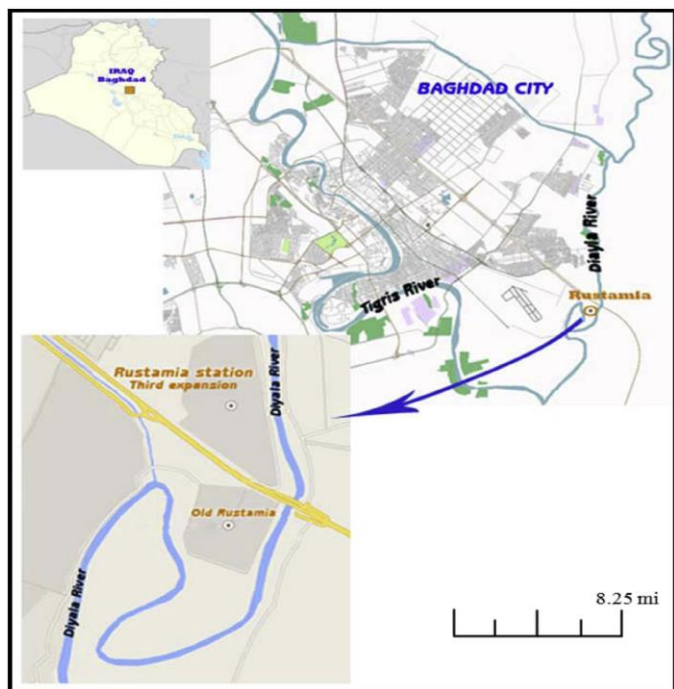 IRAQ
Baghdad
BAGHDAD CITY
Diayla River
Tigris River
Rustamia
Rustamia station
Third expansion
Diyala River
Old Rustamia
Diyala River
8.25 mi